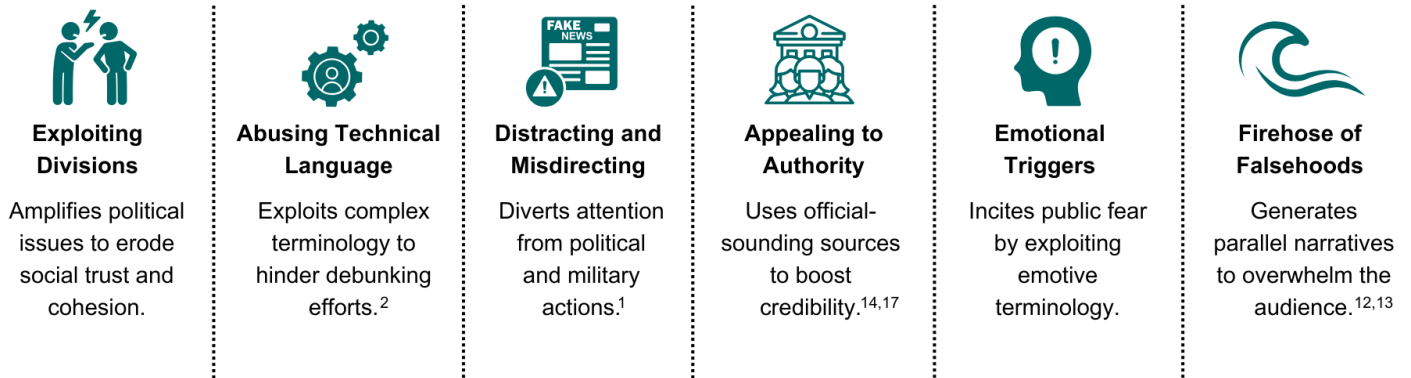 FAKE
NEWS
Exploiting
Divisions
Amplifies political
issues to erode
social trust and
cohesion.
Abusing Technical
Language
Exploits complex
terminology to
hinder debunking
efforts.2
Distracting and
Misdirecting
Diverts attention
from political
and military
actions.1
Appealing to
Authority
Uses official-
sounding sources
to boost
credibility.14,17
Emotional
Triggers
Incites public fear
by exploiting
emotive
terminology.
Firehose of
Falsehoods
Generates
parallel narratives
to overwhelm the
audience.12,13